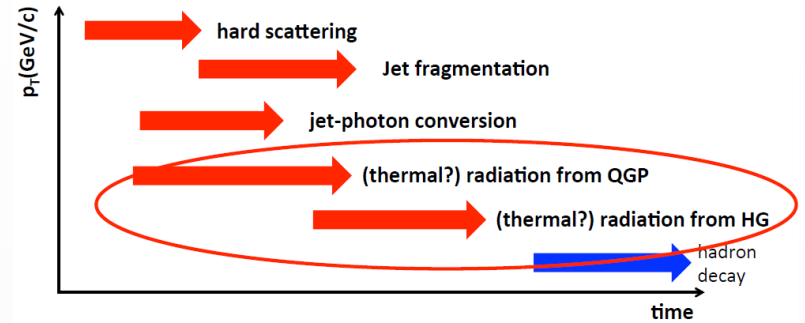 p_T(GeV/c)
hard scattering
Jet fragmentation
jet-photon conversion
(thermal?) radiation from QGP
(thermal?) radiation from HG
hadron
decay
time